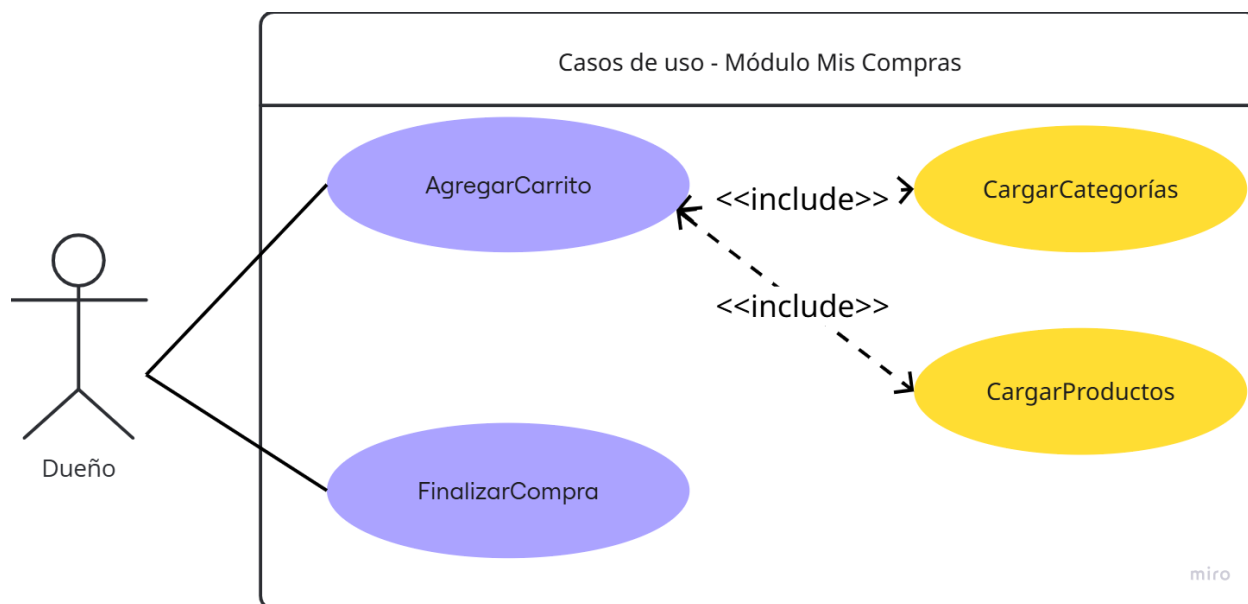 Casos de uso - Módulo Mis Compras
AgregarCarrito
<<include>>
CargarCategorías
<<include>>
CargarProductos
Dueño
FinalizarCompra
miro